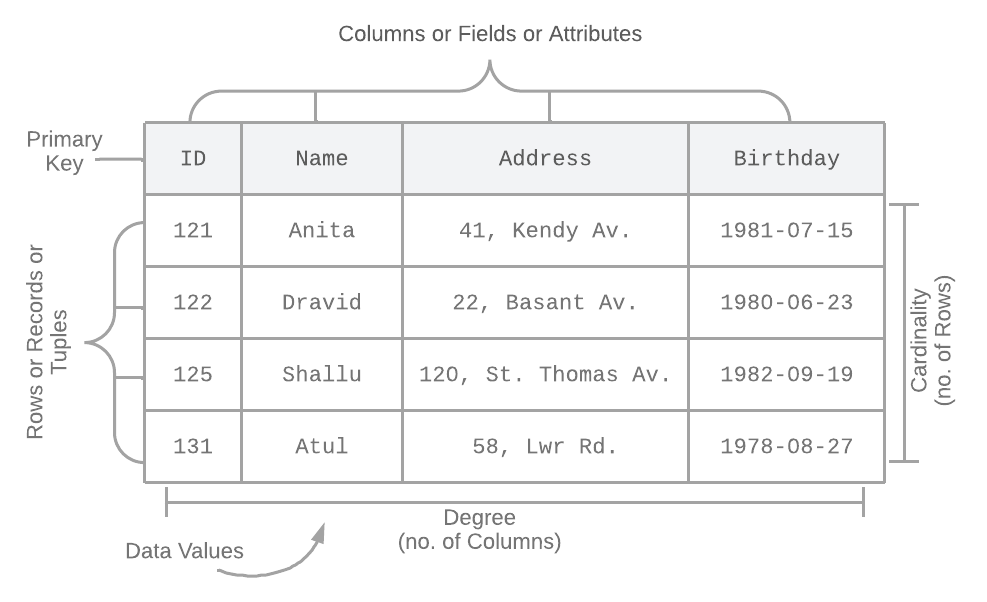 Columns or Fields or Attributes
Primary
Key
ID Name Address Birthday
121 Anita 41, Kendy Av. 1981-07-15
122 Dravid 22, Basant Av. 1980-06-23
125 Shallu 120, St. Thomas Av. 1982-09-19
131 Atul 58, Lwr Rd. 1978-08-27
Rows or Records or
Tuples
Cardinality
(no. of Rows)
Degree
(no. of Columns)
Data Values